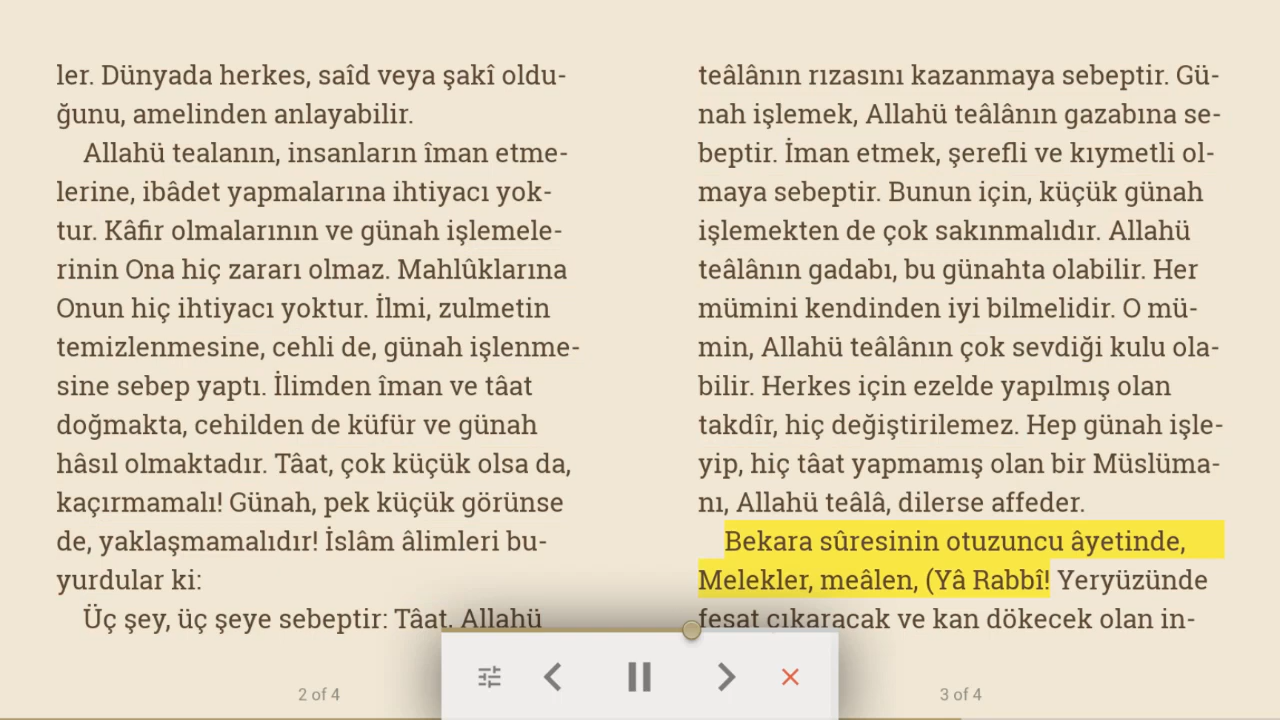 ler. Dünyada herkes, saîd veya şakî oldu-
ğunu, amelinden anlayabilir.
Allahü tealanın, insanların îman etme-
lerine, ibâdet yapmalarına ihtiyacı yok-
tur. Kâfir olmalarının ve günah işlemele-
rinin Ona hiç zararı olmaz. Mahlûklarına
Onun hiç ihtiyacı yoktur. İlmi, zulmetin
temizlenmesine, cehli de, günah işlenme-
sine sebep yaptı. İlimden îman ve tâat
doğmakta, cehilden de küfür ve günah
hâsıl olmaktadır. Tâat, çok küçük olsa da,
kaçırmamalı! Günah, pek küçük görünse
de, yaklaşmamalıdır! İslâm âlimleri bu-
yurdular ki:
Üç şey, üç şeye sebeptir: Tâat, Allahü
2 of 4
teâlânın rızasını kazanmaya sebeptir. Gü-
nah işlemek, Allahü teâlânın gazabına se-
beptir. İman etmek, şerefli ve kıymetli ol-
maya sebeptir. Bunun için, küçük günah
işlemekten de çok sakınmalıdır. Allahü
teâlânın gadabı, bu günahta olabilir. Her
mümini kendinden iyi bilmelidir. O mü-
min, Allahü teâlânın çok sevdiği kulu ola-
bilir. Herkes için ezelde yapılmış olan
takdîr, hiç değiştirilemez. Hep günah işle-
yip, hiç tâat yapmamış olan bir Müslüma-
nı, Allahü teâlâ, dilerse affeder.
Bekara sûresinin otuzuncu âyetinde,
Melekler, meâlen, (Yâ Rabbî! Yeryüzünde
fesat çıkaracak ve kan dökecek olan in-
3 of 4